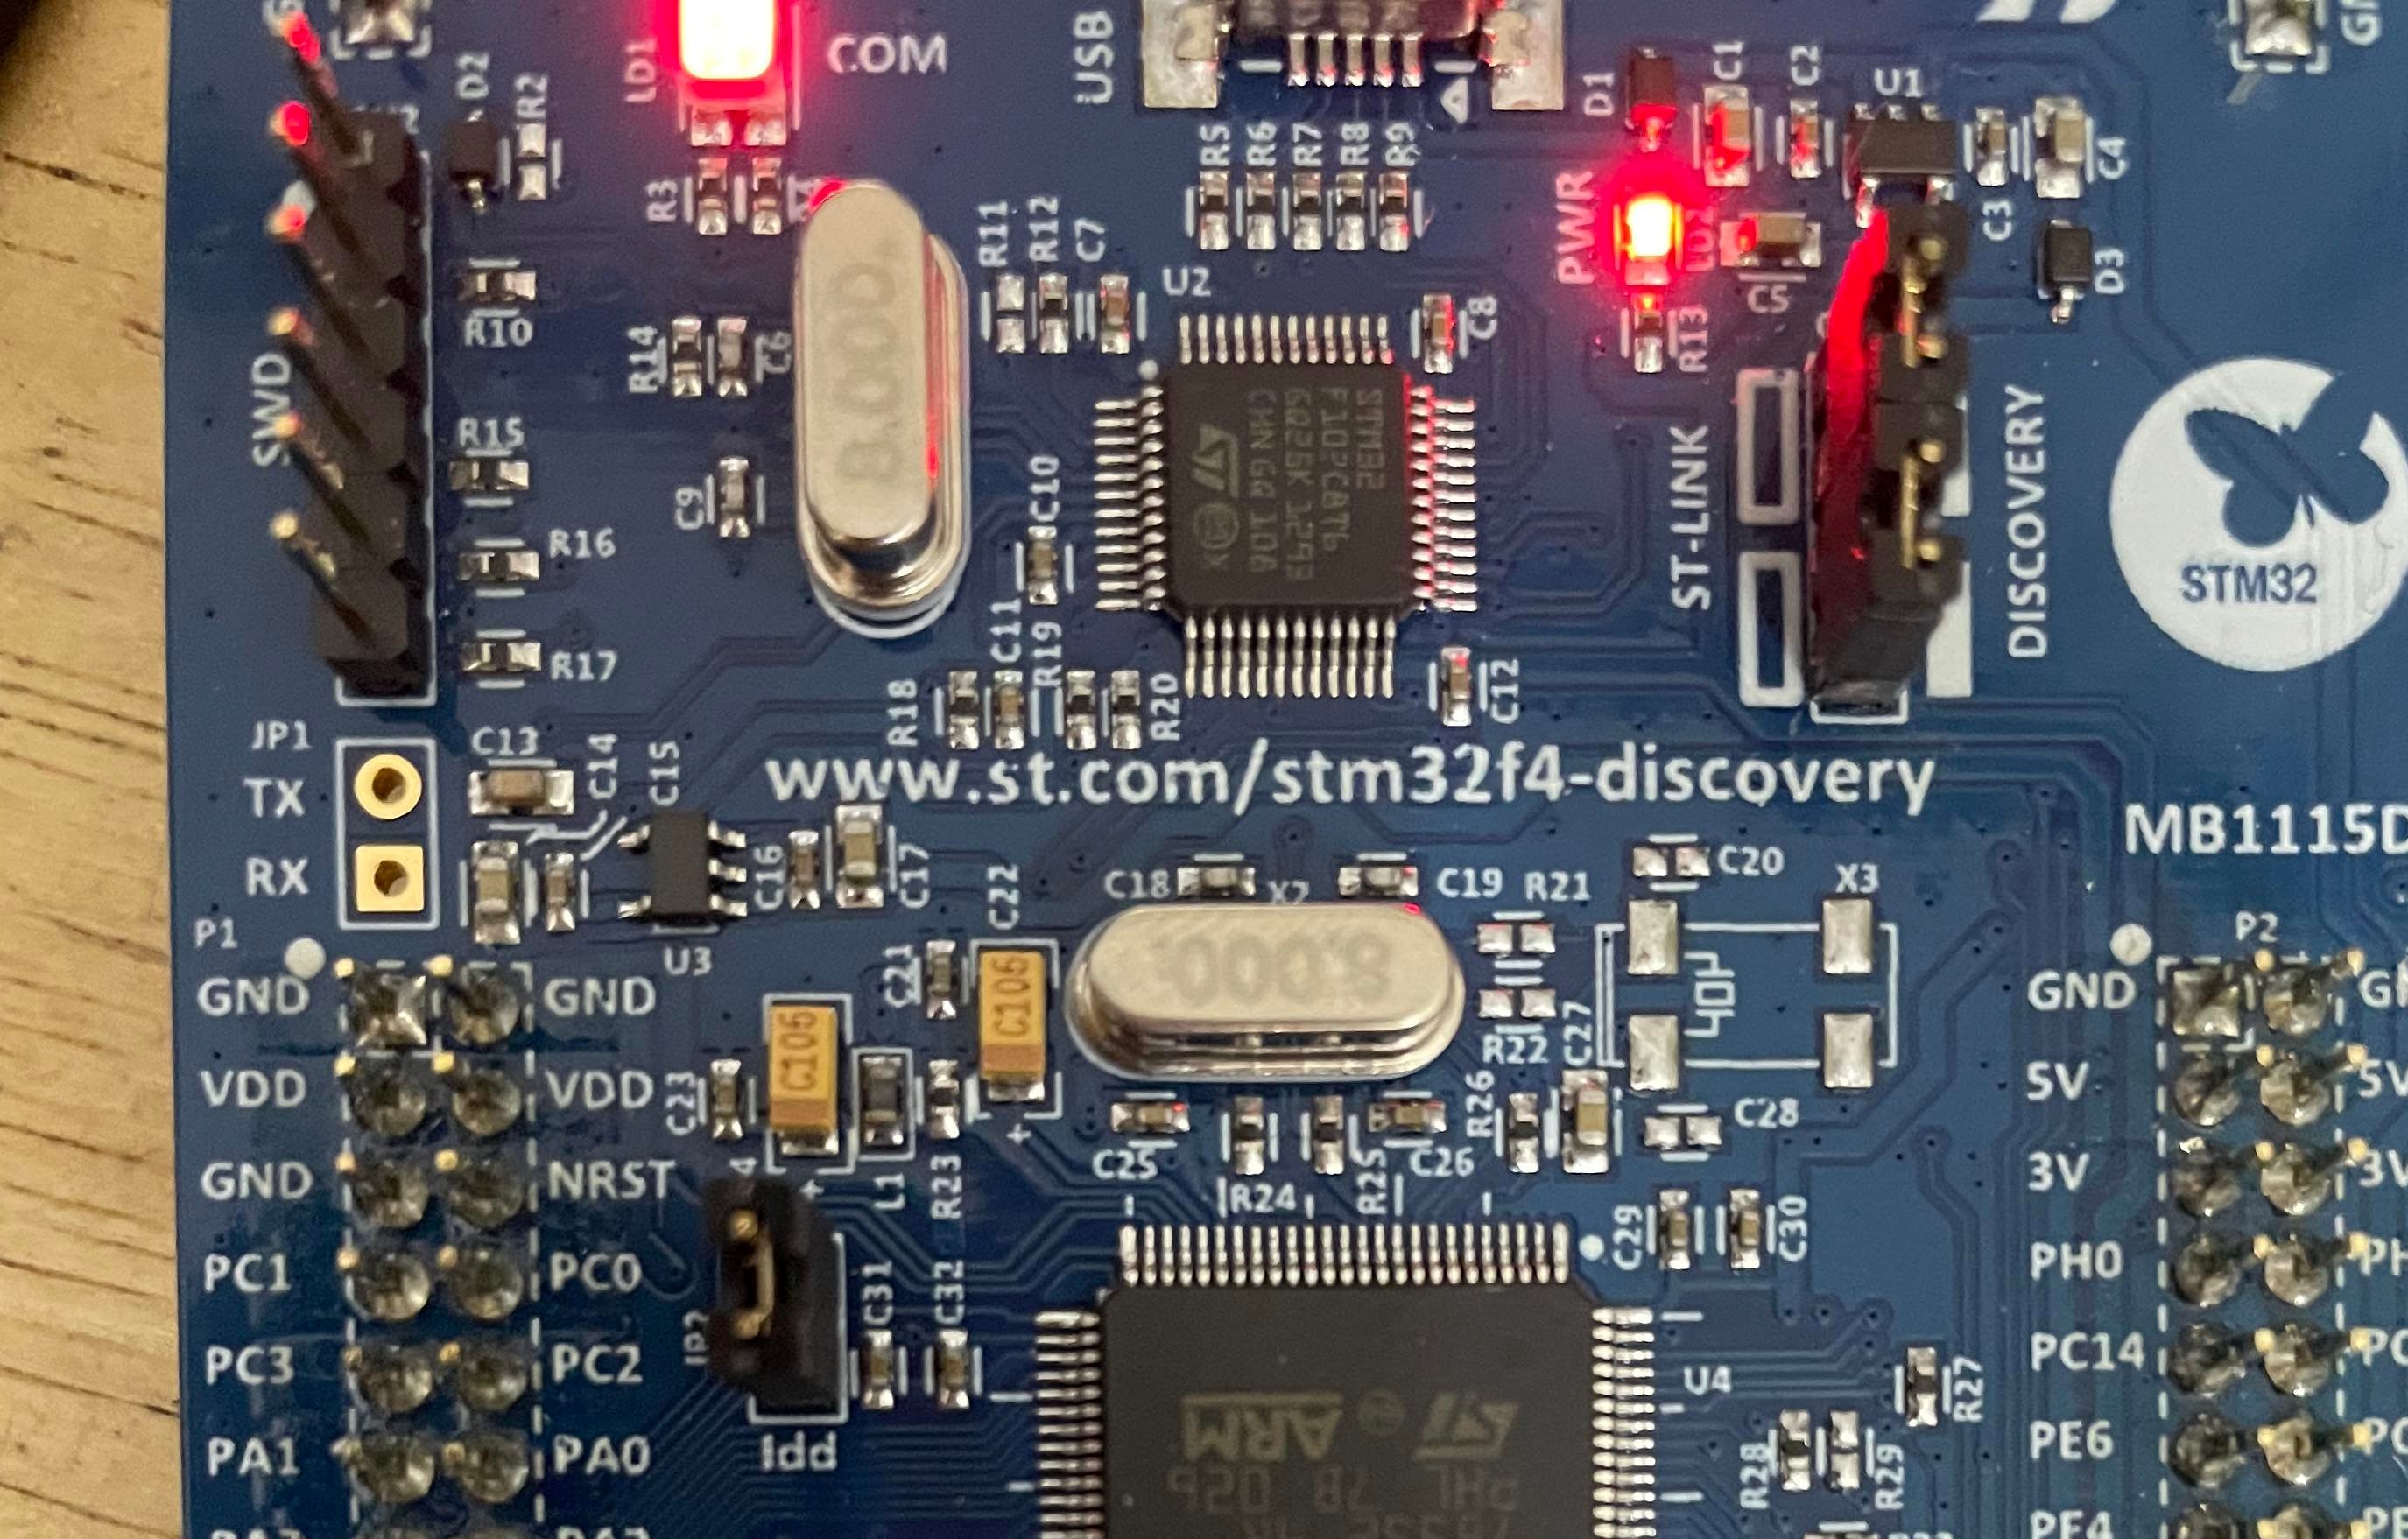 COM
LD1
USB
D2
R2
D1
C1
C2
U1
R5
R6
R7
R8
R9
C4
R3
PWR
C3
D3
R11
R12
C7
U2
C5
R10
8.000
C8
R13
R14
C6
SWD
STM32
F102C8T6
ST-LINK
DISCOVERY
STM32
R15
C9
C10
R16
R17
C11
R19
R18
R20
C12
JP1
TX
RX
C13
C14
C15
www.st.com/stm32f4-discovery
MB1115D
C16
C17
C22
C18
X2
C19
R21
C20
X3
P1
U3
P2
GND
GND
C21
C105
8.000
GND
C105
R22
C27
VDD
VDD
C23
5V
5V
R26
C28
+
C25
R24
R25
C26
GND
NRST
L1
R23
3V
3V
PC1
PC0
C31
C32
C29
C30
PH0
PC3
PC2
JP2
U4
R27
PC14
PA1
PA0
Idd
ARM
R28
R29
PE6
PE4